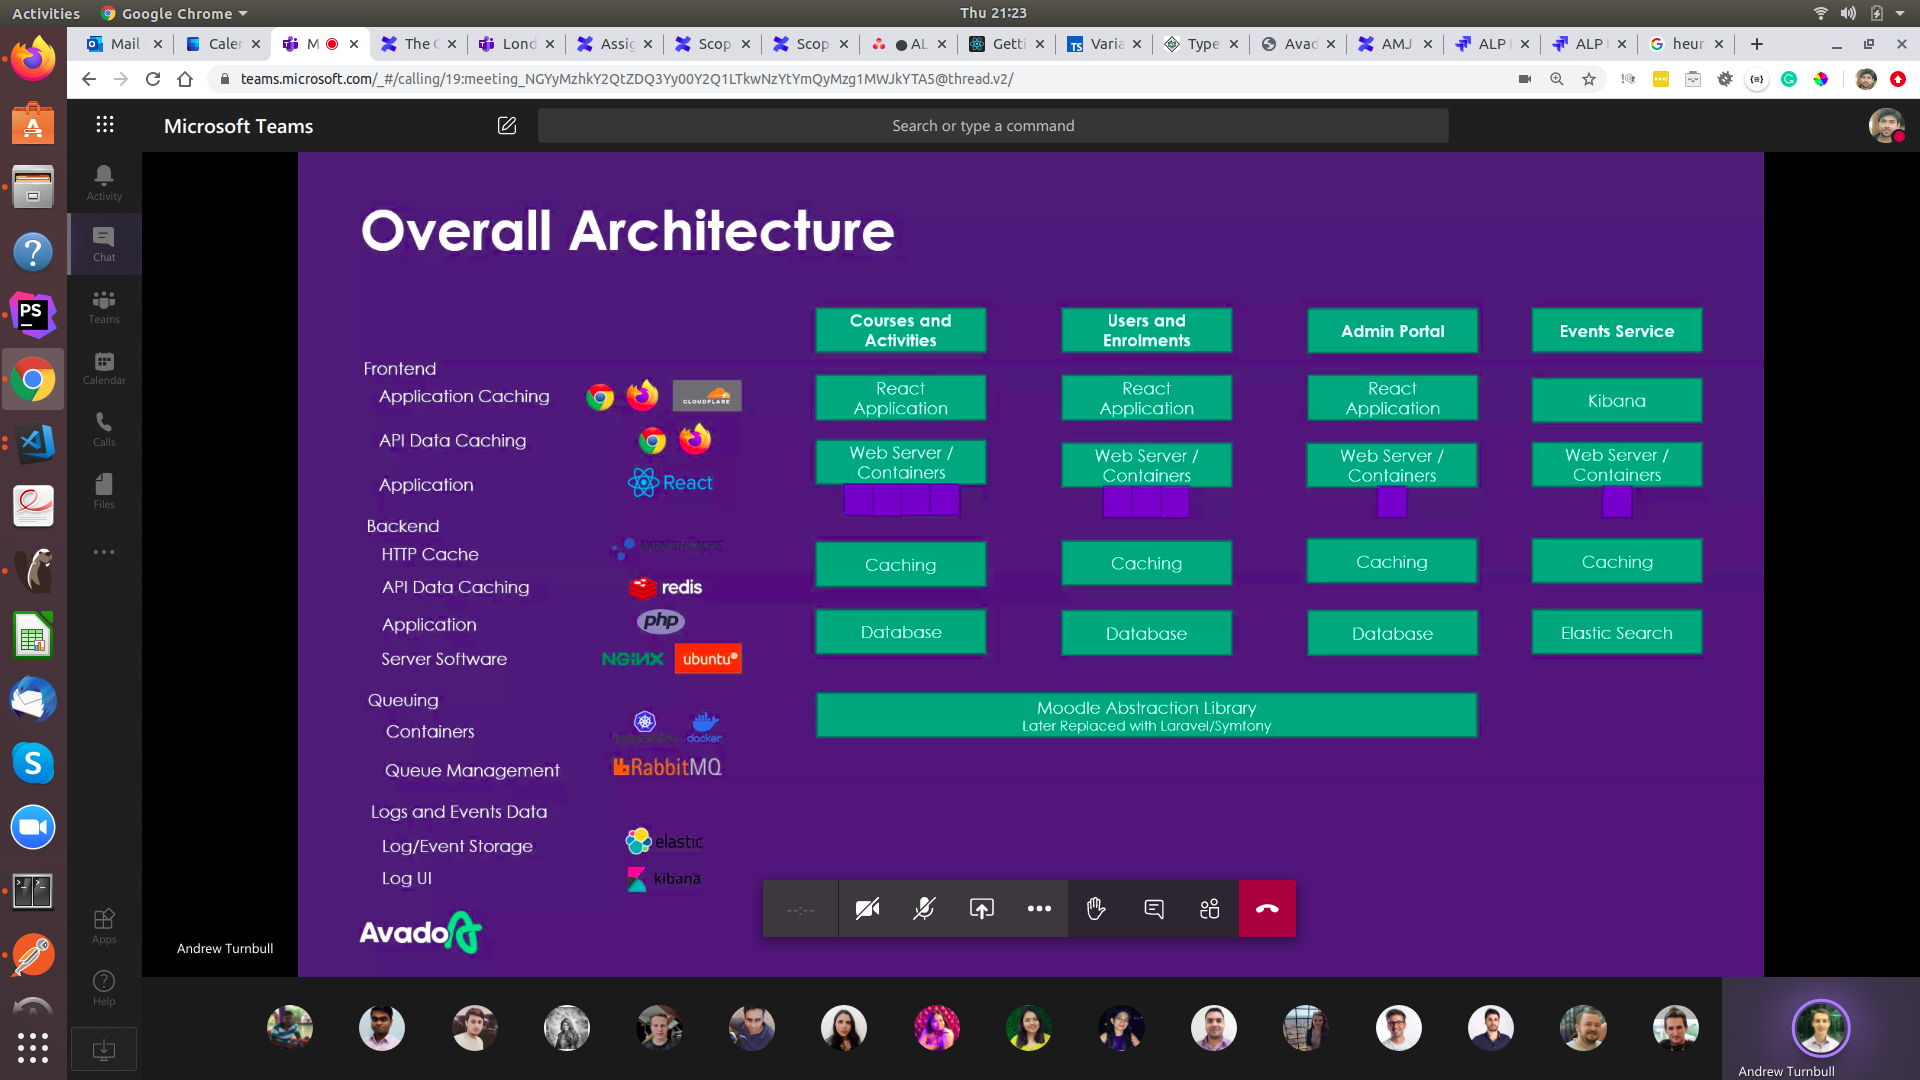 Activities
Google Chrome
Thu 21:23
Mail
Caler
M
The C
Lond
Assig
Scop
Scop
AL
Getti
Varia
Type
Avad
AMJ
ALP
ALP
heur
teams.microsoft.com/_#/calling/19:meeting_NGYyMzhkY2QtZDQ3Yy00Y2Q1LTkwNzYtYmQyMzg1MWJkYTA5@thread.v2/
Microsoft Teams
Search or type a command
Activity
Chat
Teams
Calendar
Calls
Files
Apps
Help
Overall Architecture
Courses and
Activities
Users and
Enrolments
Admin Portal
Events Service
Frontend
Application Caching
CLOUDFLARE
React
Application
React
Application
React
Application
Kibana
API Data Caching
Web Server /
Containers
Web Server /
Containers
Web Server /
Containers
Web Server /
Containers
Application
React
Backend
HTTP Cache
Caching
Caching
Caching
Caching
API Data Caching
redis
Application
php
Database
Database
Database
Elastic Search
Server Software
NGINX
ubuntu
Queuing
Moodle Abstraction Library
Later Replaced with Laravel/Symfony
Containers
docker
Queue Management
RabbitMQ
Logs and Events Data
Log/Event Storage
elastic
Log UI
kibana
Avado
--:--
Andrew Turnbull
Andrew Turnbull
PS
TS
S